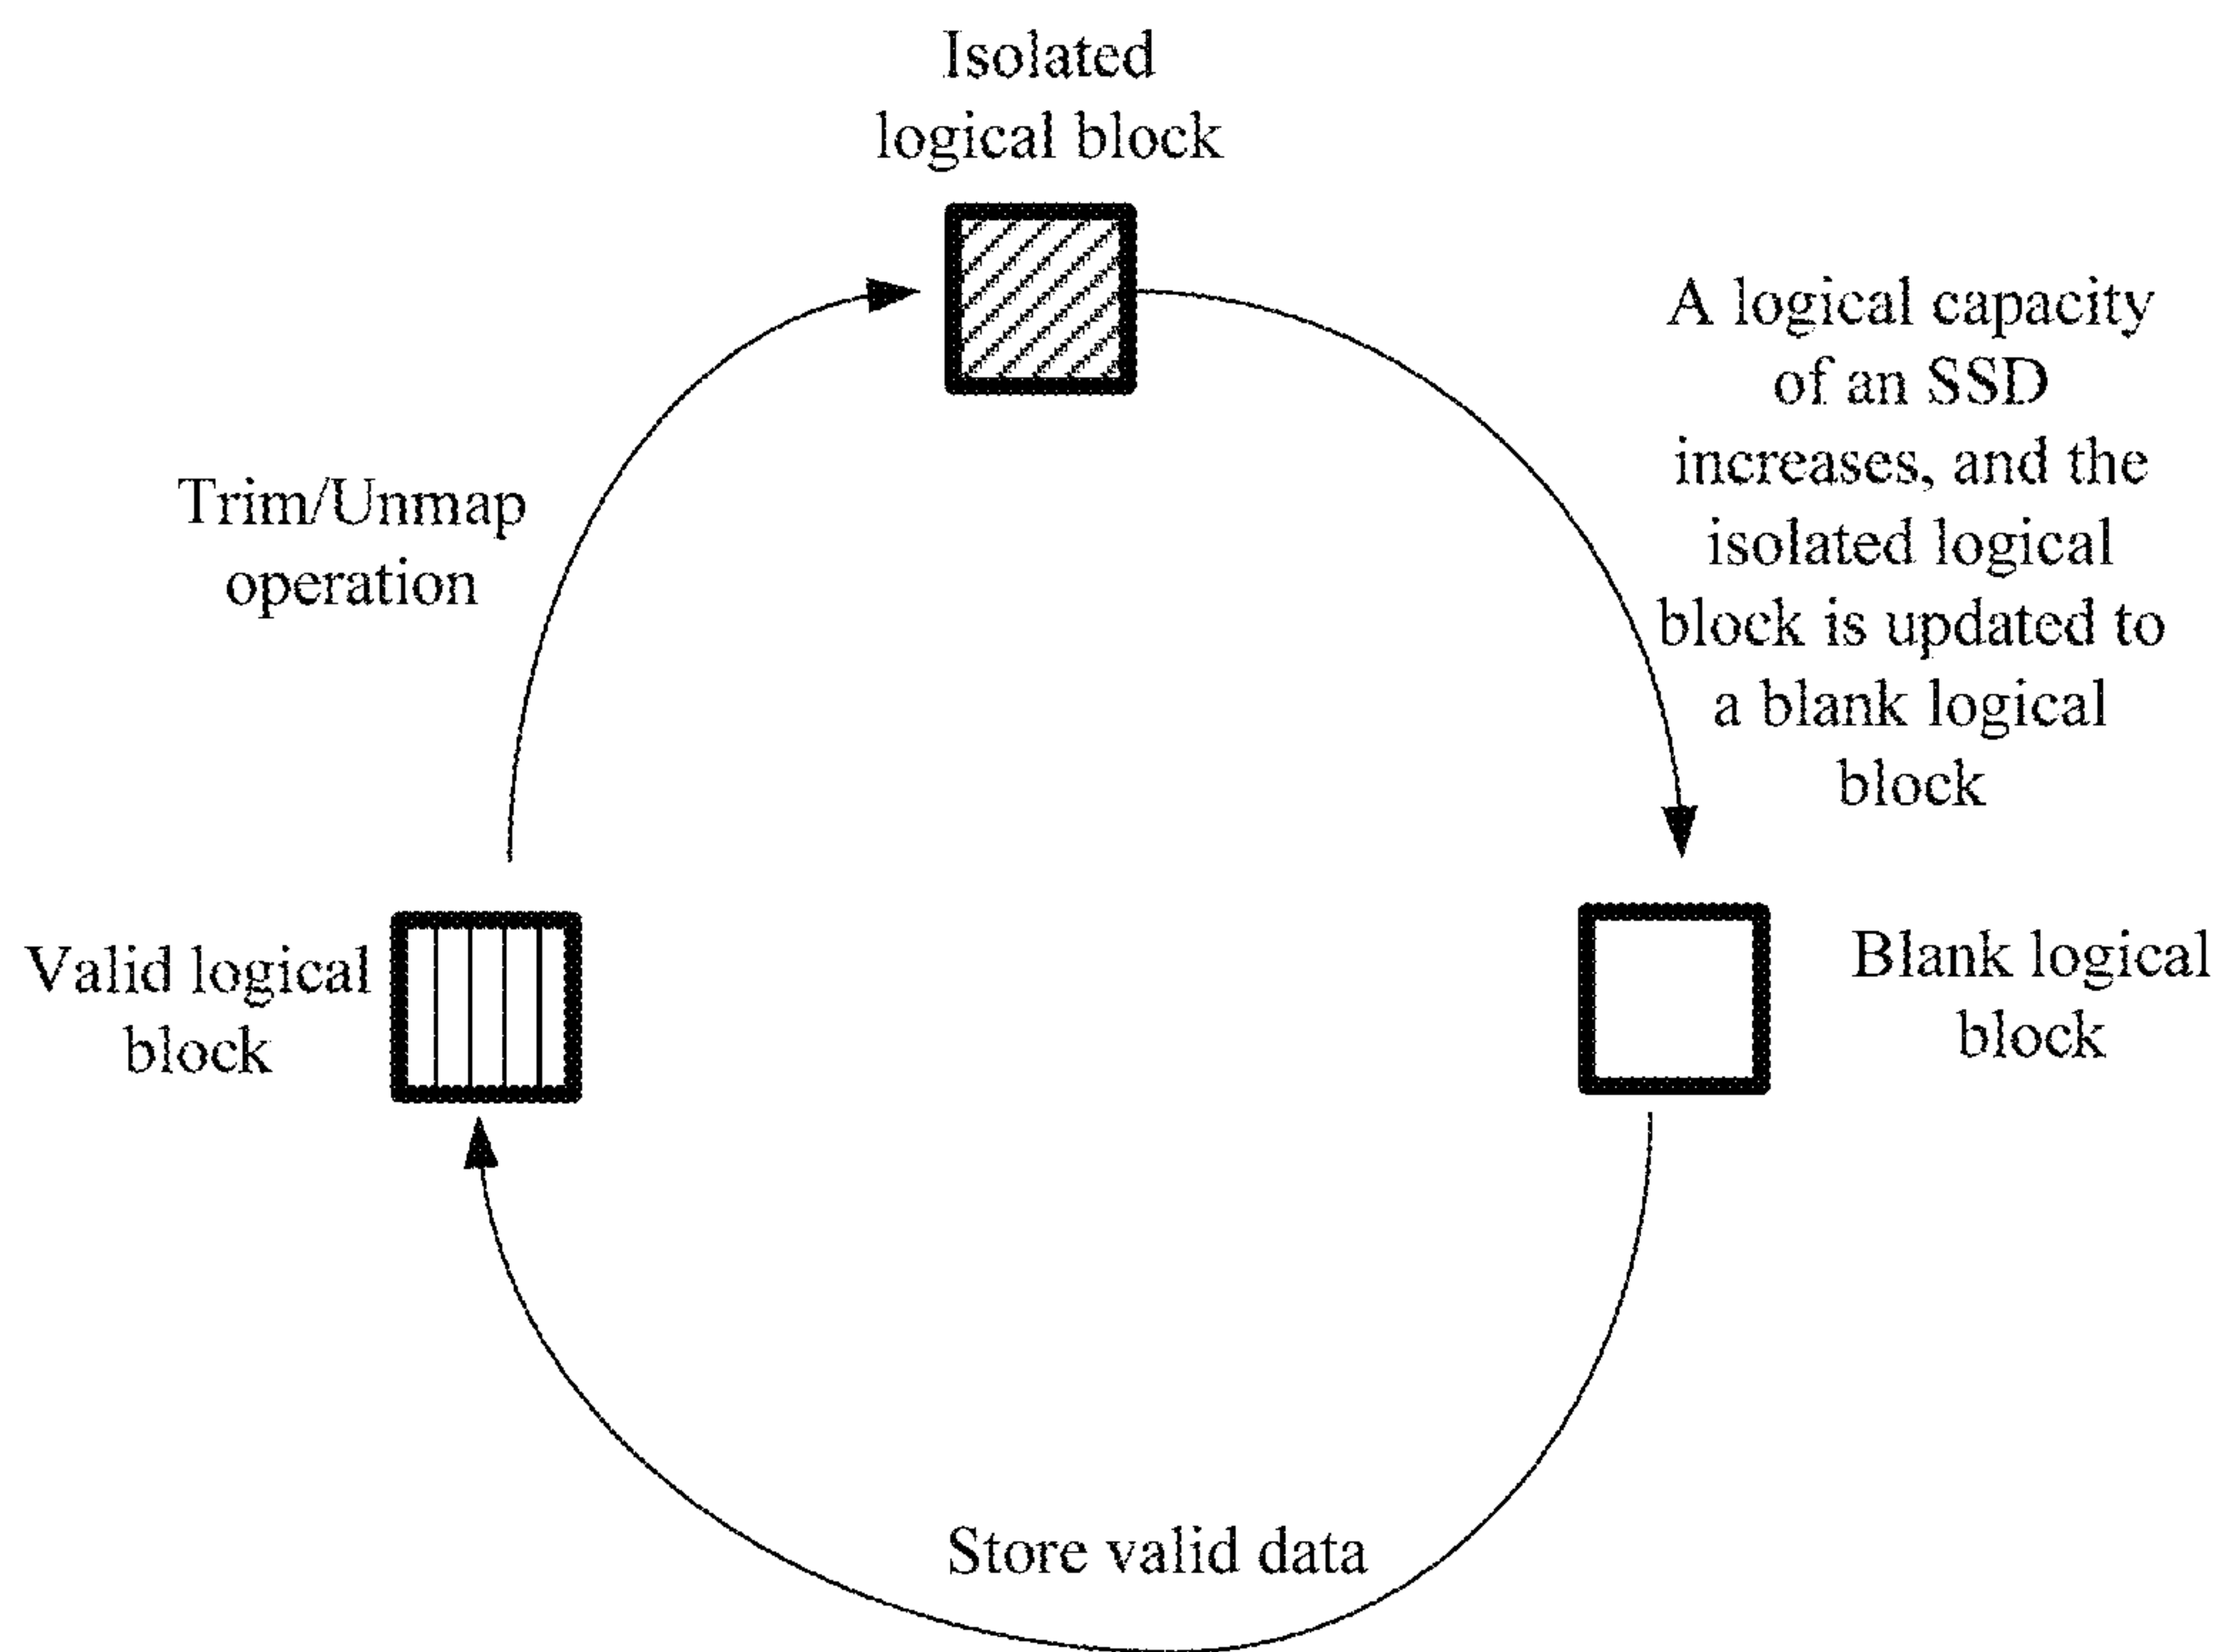 Isolated
logical block
A logical capacity
of an SSD
increases, and the
isolated logical
block is updated to
a blank logical
block
Trim/Unmap
operation
Valid logical
block
Blank logical
block
Store valid data